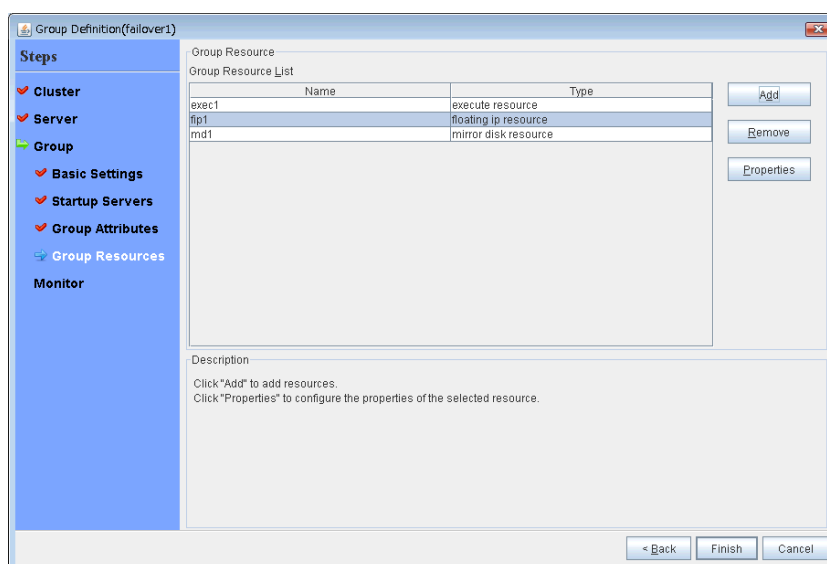 Group Definition(failover1)
Steps
Cluster
Server
Group
Basic Settings
Startup Servers
Group Attributes
Group Resources
Monitor
Group Resource
Group Resource List
Name Type
exec1 execute resource
fip1 floating ip resource
md1 mirror disk resource
Add
Remove
Properties
Description
Click "Add" to add resources.
Click "Properties" to configure the properties of the selected resource.
< Back Finish Cancel